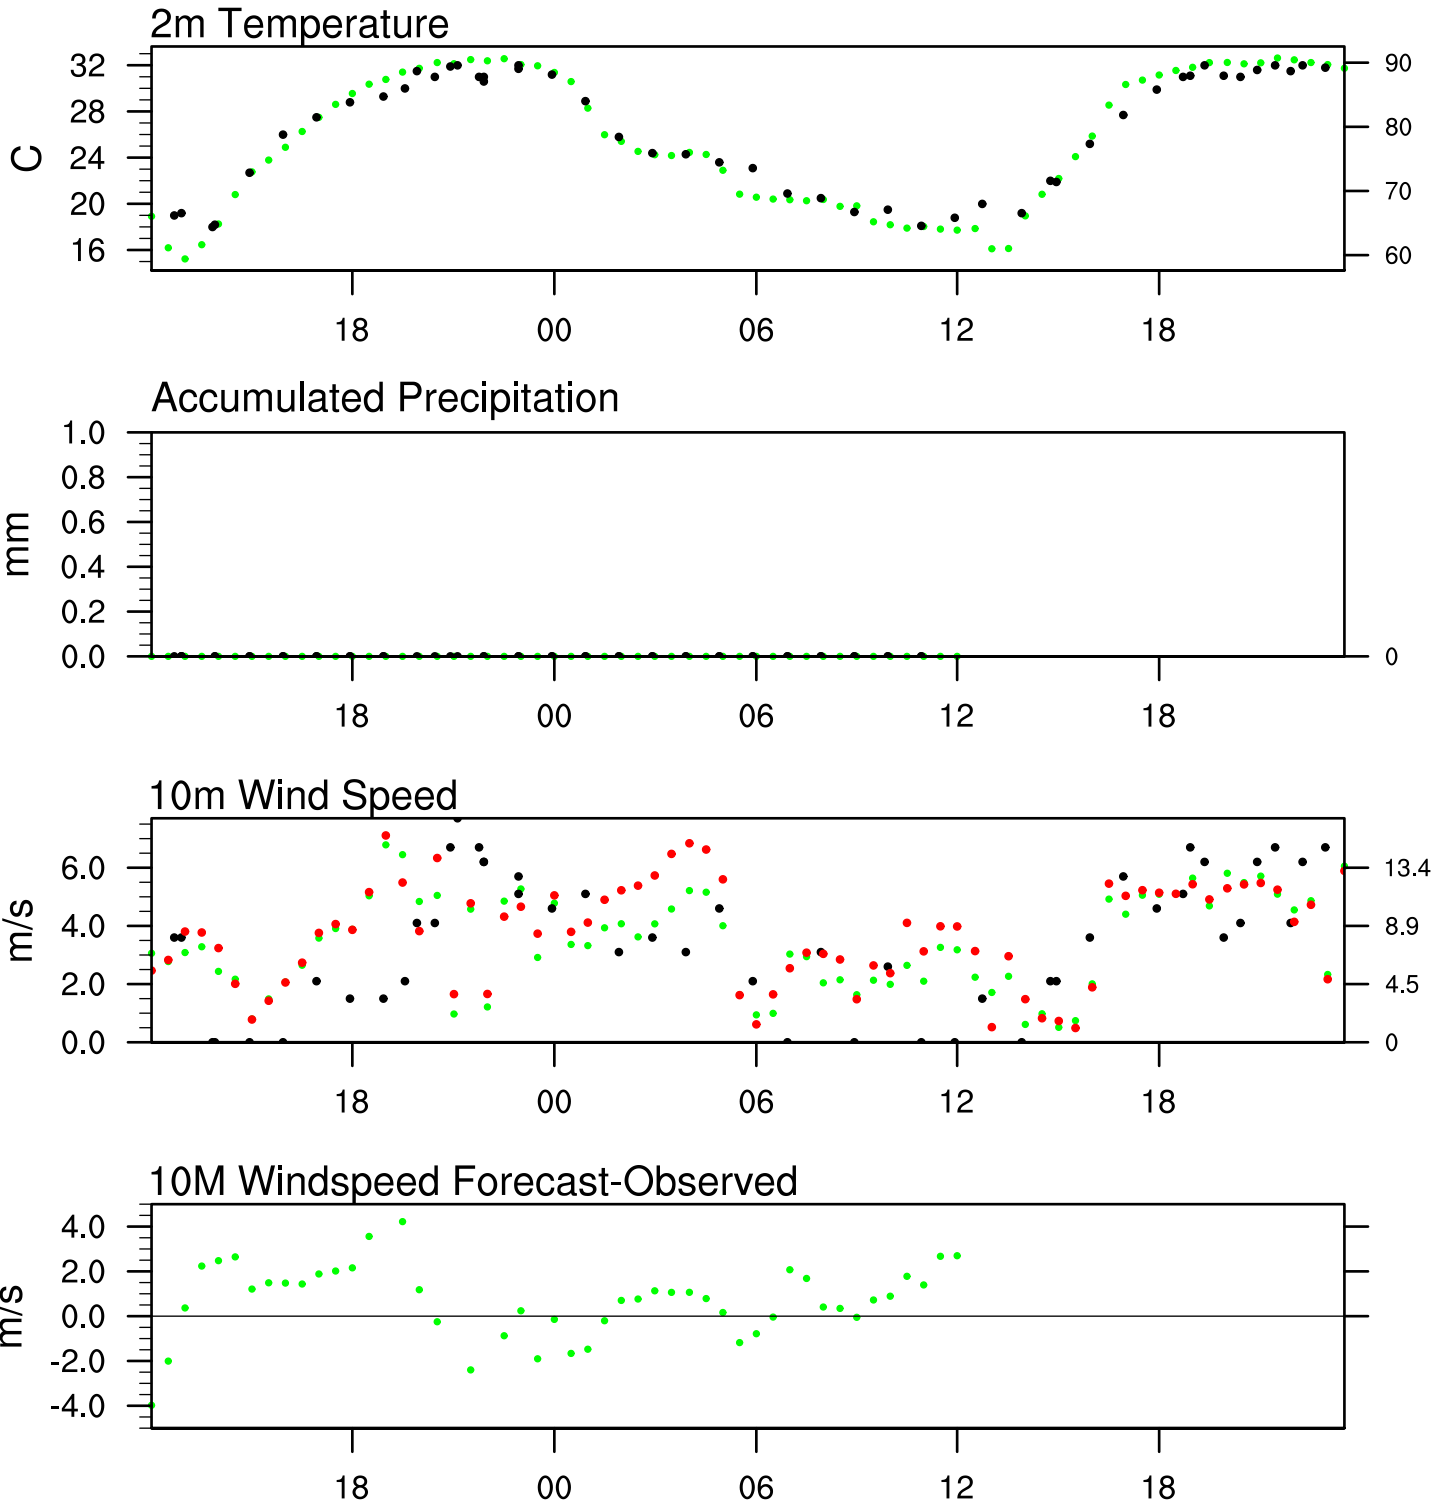 2m Temperature
32 90
28
80
C
24
70
20
16 60
18 00 06 12 18
Accumulated Precipitation
1.0
0.8
0.6
mm
0.4
0.2
0.0 0
18 00 06 12 18
10m Wind Speed
6.0 13.4
m/s
4.0 8.9
2.0 4.5
0.0 0
18 00 06 12 18
10M Windspeed Forecast-Observed
4.0
2.0
m/s
0.0
-2.0
-4.0
18 00 06 12 18